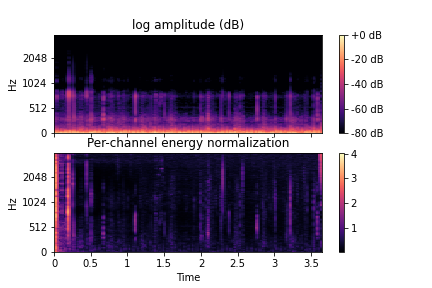 log amplitude (dB)
Hz
2048
1024
512
0
+0 dB
-20 dB
-40 dB
-60 dB
-80 dB
Per-channel energy normalization
Hz
2048
1024
512
0
4
3
2
1
0 0.5 1 1.5 2 2.5 3 3.5
Time